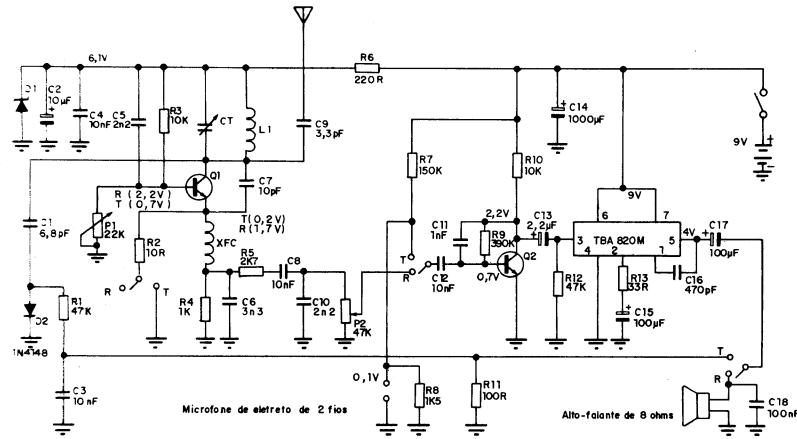 6,1V
R6
220R
D1
C2
10µF
C4
10nF
C5
2n2
R3
10K
CT
L1
C9
3,3pF
C14
1000µF
9V
R7
150K
R10
10K
Q1
C7
10pF
R (2,2V)
T (0,7V)
P1
22K
C1
6,8pF
R2
10R
XFC
T(0,2V)
R(1,7V)
R5
2K7
C8
10nF
R
T
R4
1K
C6
3n3
C10
2n2
P2
47K
T
R
C12
10nF
C11
1nF
2,2V
R9
390K
0,7V
Q2
C13
2,2µF
R12
47K
9V
6
7
3
TBA 820M
4V
5
4
2
1
R13
33R
C15
100µF
C16
470pF
C17
100µF
D2
1N4148
R1
47K
C3
10nF
0,1V
R8
1K5
R11
100R
T
R
C18
100nF
Microfone de eletreto de 2 fios
Alto-falante de 8 ohms